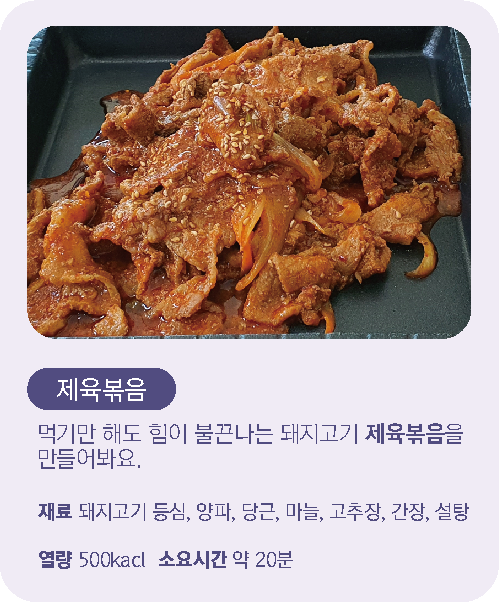 제육볶음
먹기만 해도 힘이 불끈나는 돼지고기 제육볶음을
만들어봐요.
재료 돼지고기 등심, 양파, 당근, 마늘, 고추장, 간장, 설탕
열량 500kacl 소요시간 약 20분